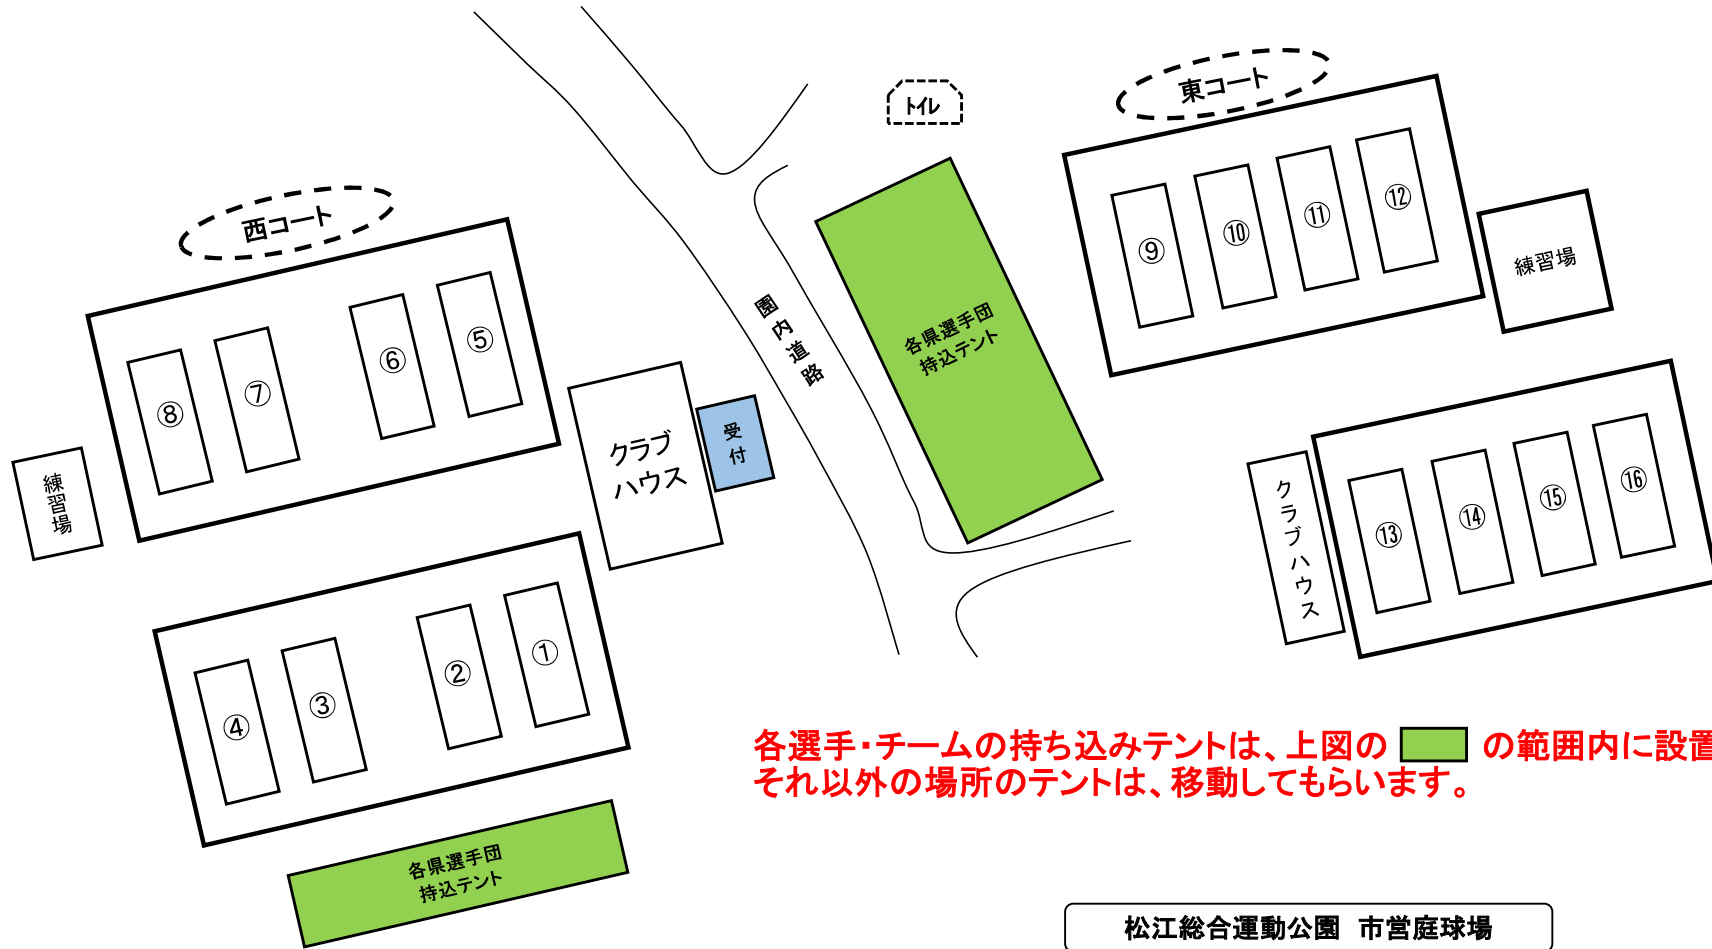 トイレ
東コート
⑨
⑩
⑪
⑫
練習場
西コート
⑤
⑥
⑦
⑧
練習場
園内道路
各県選手団
持込テント
クラブ
ハウス
受付
クラブハウス
⑬
⑭
⑮
⑯
①
②
③
④
各選手・チームの持ち込みテントは、上図の の範囲内に設置
それ以外の場所のテントは、移動してもらいます。
各県選手団
持込テント
松江総合運動公園 市営庭球場